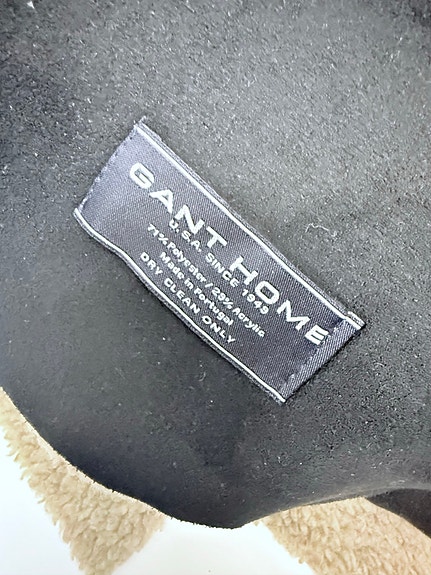 GANT HOME
U.S.A. SINCE 1949
71% Polyester / 29% Acrylic
Made in Portugal
DRY CLEAN ONLY